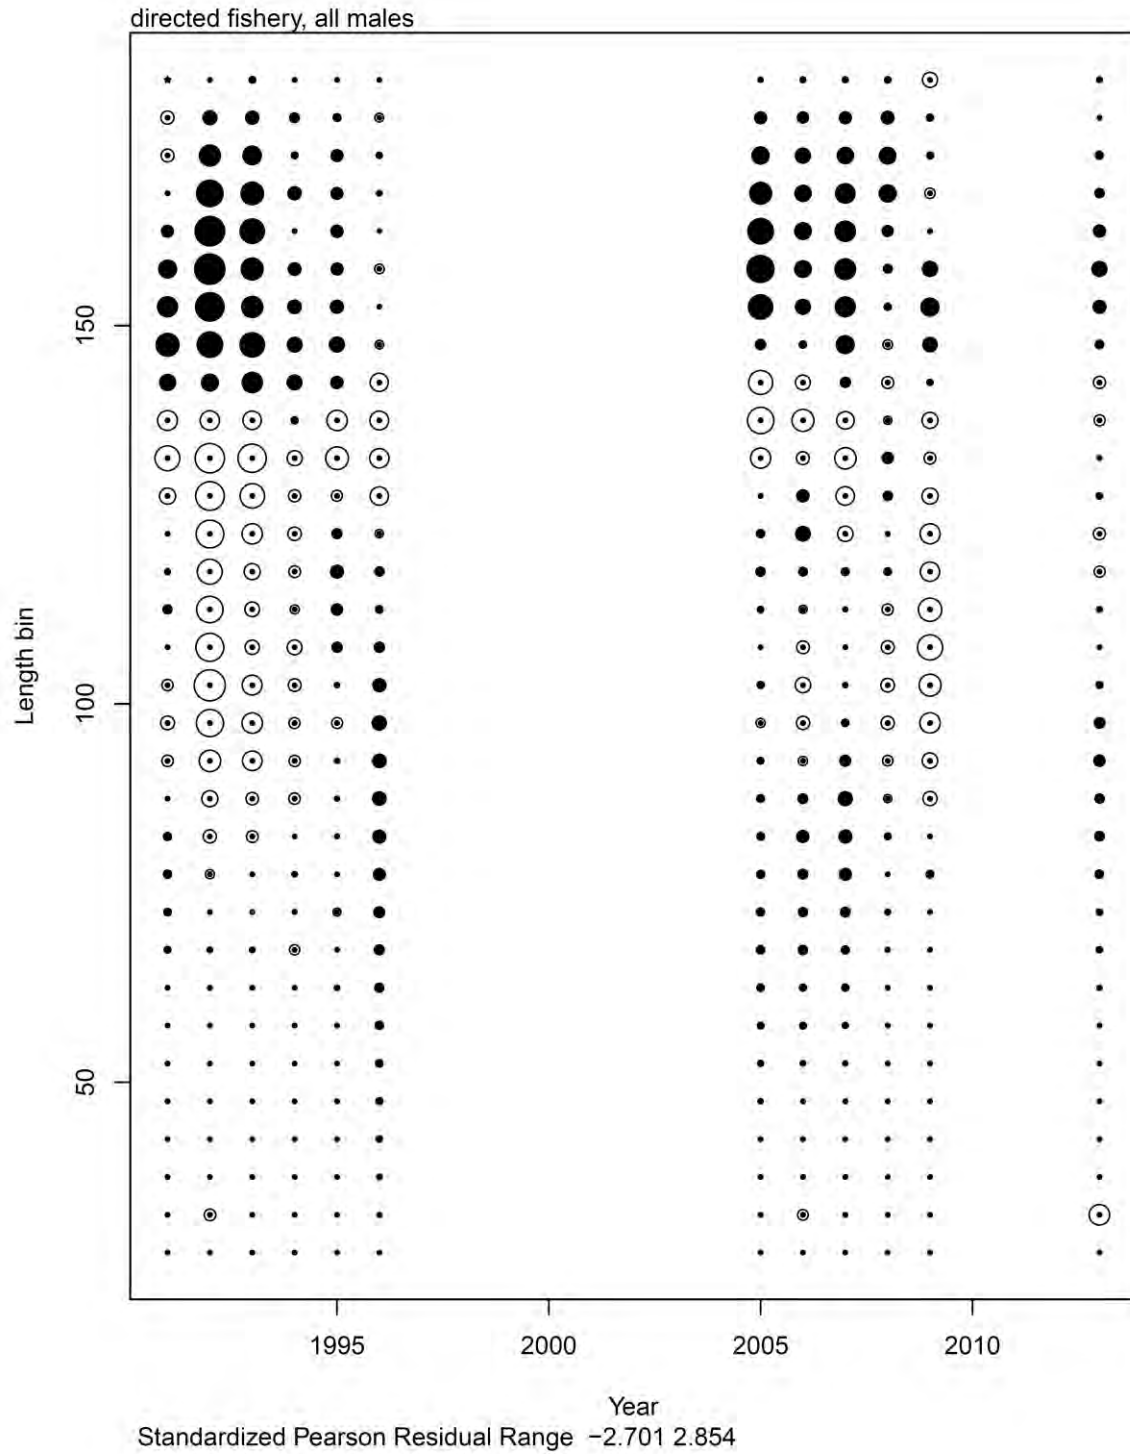 directed fishery, all males
150
100
50
Length bin
1995 2000 2005 2010
Year
Standardized Pearson Residual Range −2.701 2.854